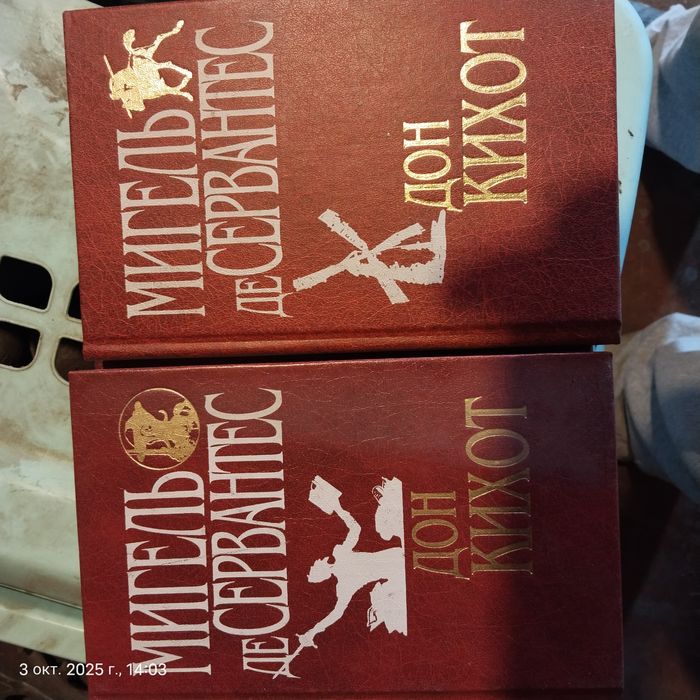 МИГЕЛЬ
ДЕ СЕРВАНТЕС
ДОН
КИХОТ
МИГЕЛЬ
ДЕ СЕРВАНТЕС
ДОН
КИХОТ
3 окт. 2025 г., 14:03